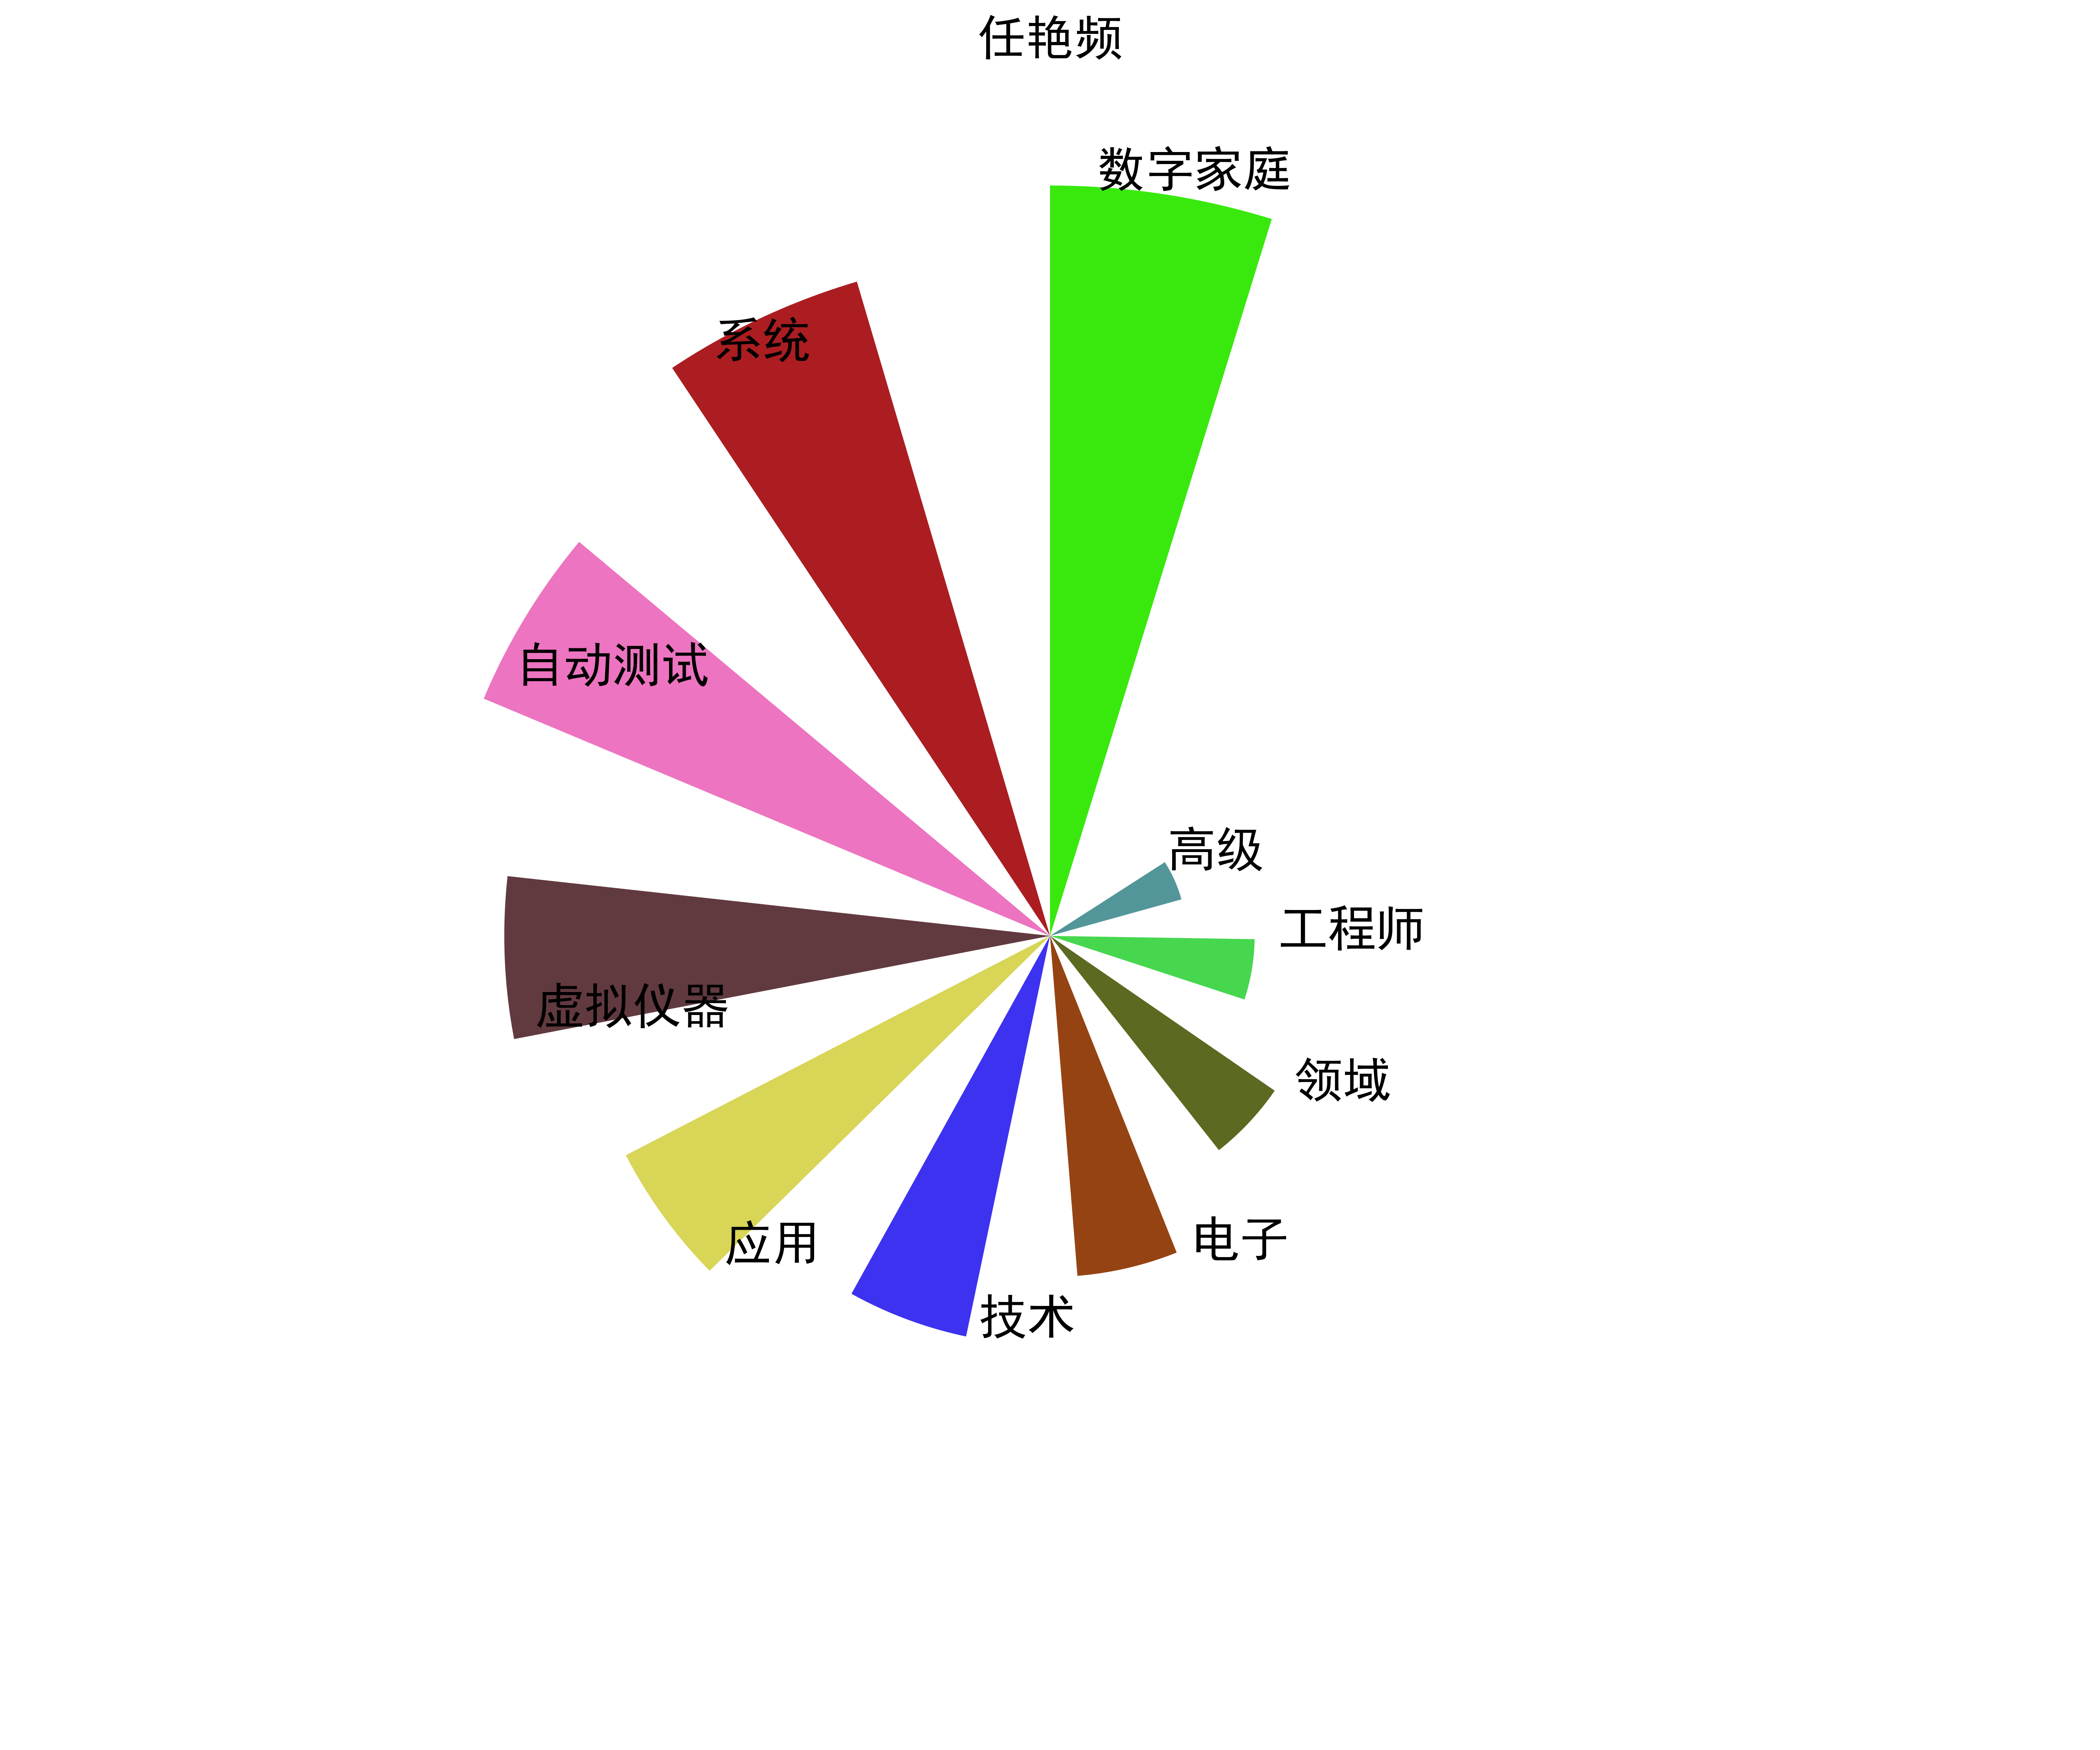 任艳频
数字家庭
系统
自动测试
高级
工程师
虚拟仪器
领域
应用
电子
技术